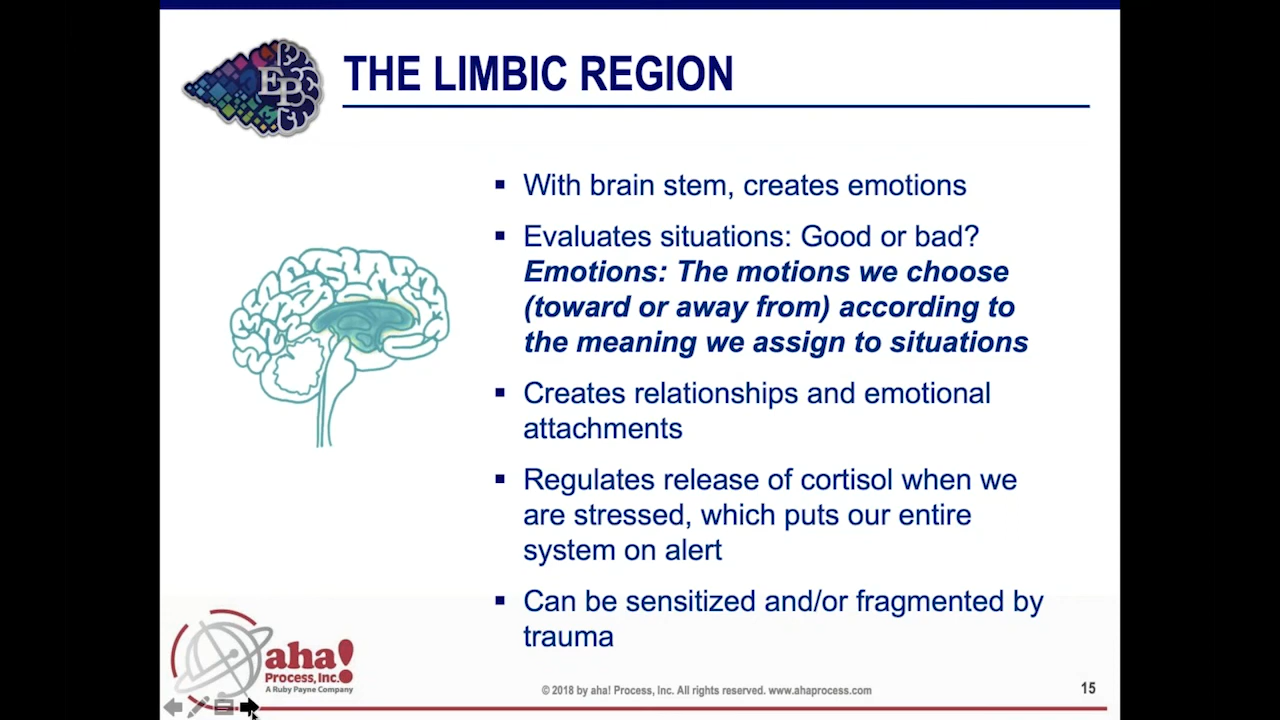 EP
THE LIMBIC REGION
▪ With brain stem, creates emotions
▪ Evaluates situations: Good or bad?
Emotions: The motions we choose
(toward or away from) according to
the meaning we assign to situations
▪ Creates relationships and emotional
attachments
▪ Regulates release of cortisol when we
are stressed, which puts our entire
system on alert
▪ Can be sensitized and/or fragmented by
trauma
aha!
Process, Inc.
A Ruby Payne Company
© 2018 by aha! Process, Inc. All rights reserved. www.ahaprocess.com
15